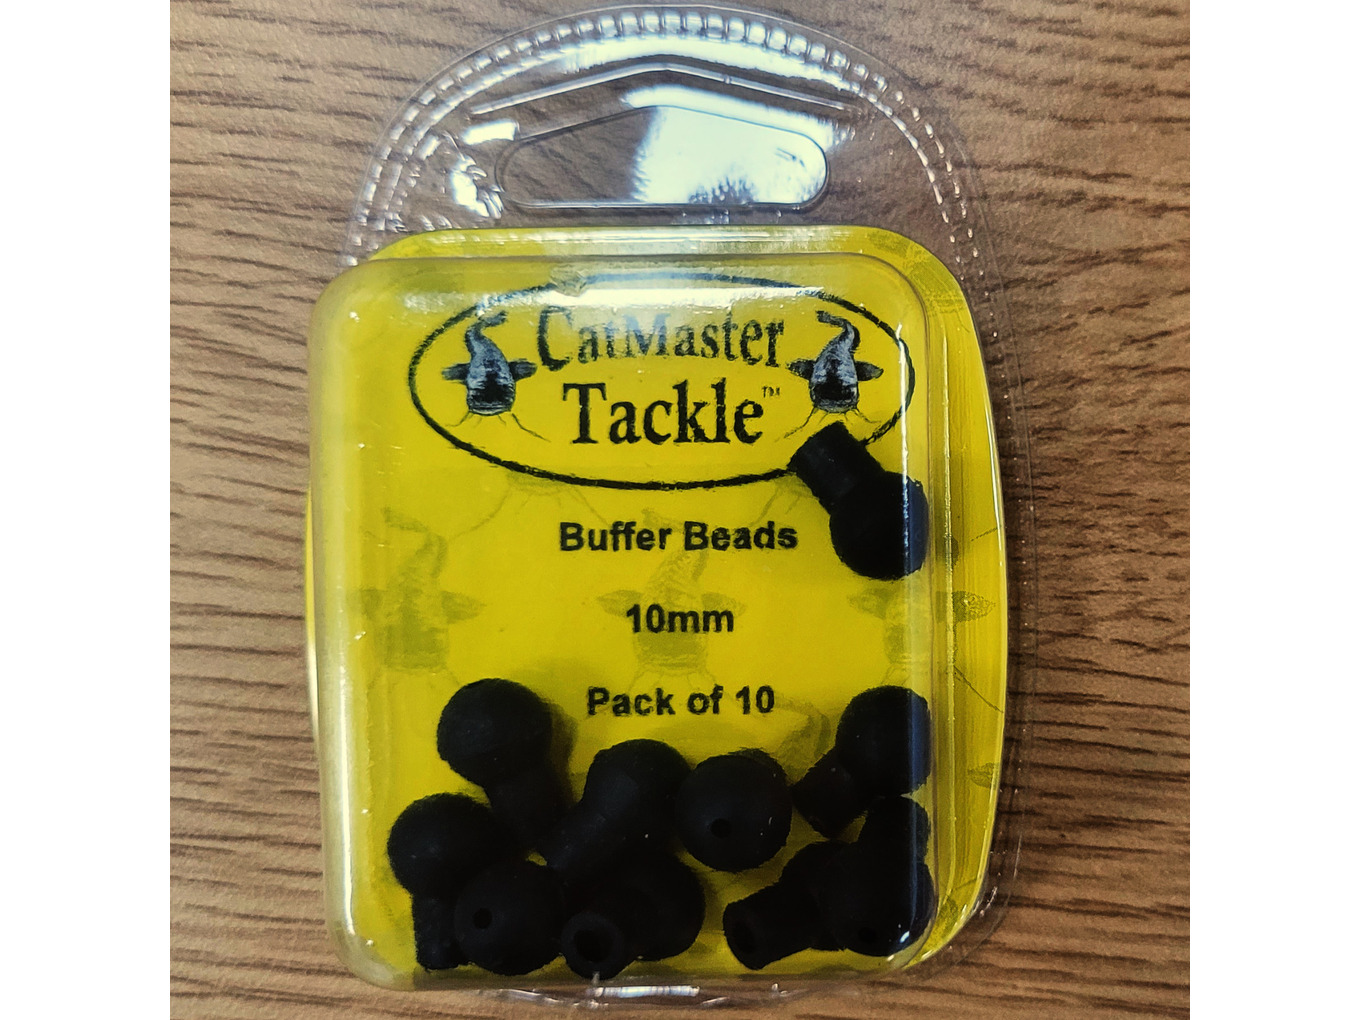 CatMaster
Tackle™
Buffer Beads
10mm
Pack of 10